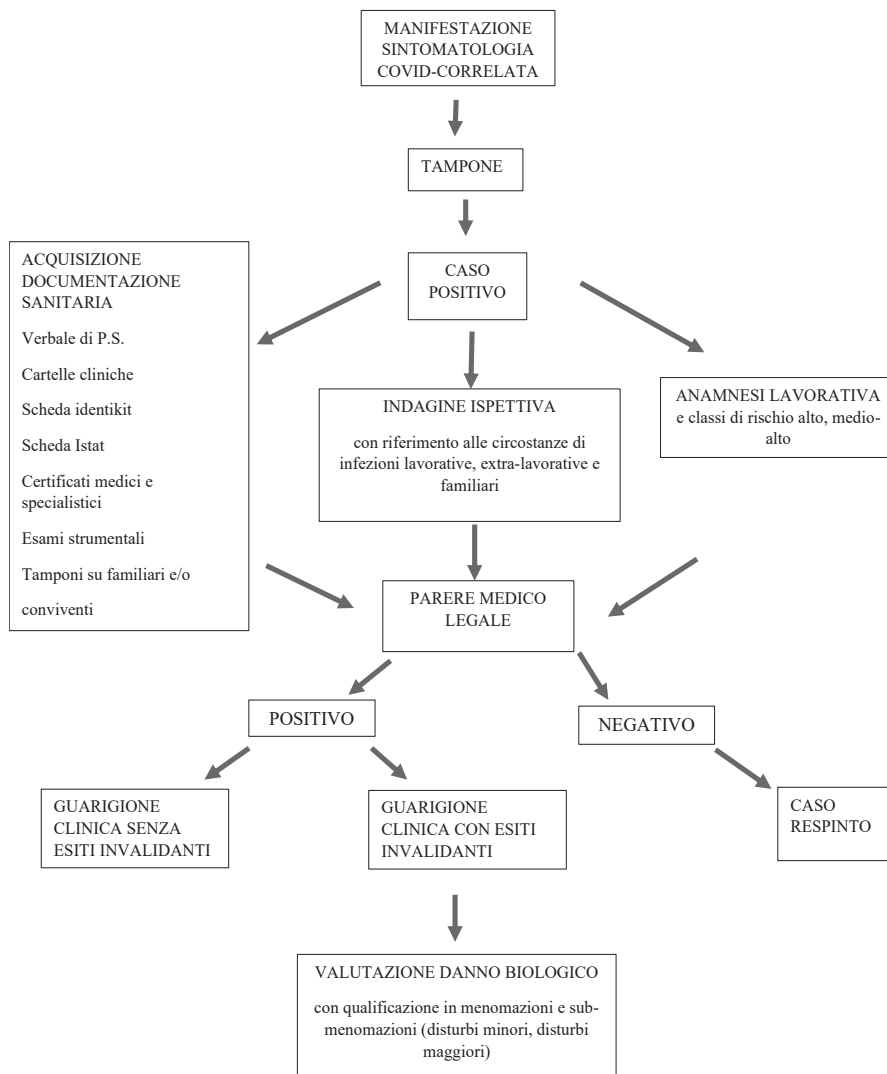 MANIFESTAZIONE
SINTOMATOLOGIA
COVID-CORRELATA
TAMPONE
CASO
POSITIVO
ACQUISIZIONE
DOCUMENTAZIONE
SANITARIA
Verbale di P.S.
Cartelle cliniche
Scheda identikit
Scheda Istat
Certificati medici e
specialistici
Esami strumentali
Tamponi su familiari e/o
conviventi
INDAGINE ISPETTIVA
con riferimento alle circostanze di
infezioni lavorative, extra-lavorative e
familiari
ANAMNESI LAVORATIVA
e classi di rischio alto, medio-
alto
PARERE MEDICO
LEGALE
POSITIVO
NEGATIVO
GUARIGIONE
CLINICA SENZA
ESITI INVALIDANTI
GUARIGIONE
CLINICA CON ESITI
INVALIDANTI
CASO
RESPINTO
VALUTAZIONE DANNO BIOLOGICO
con qualificazione in menomazioni e sub-
menomazioni (disturbi minori, disturbi
maggiori)